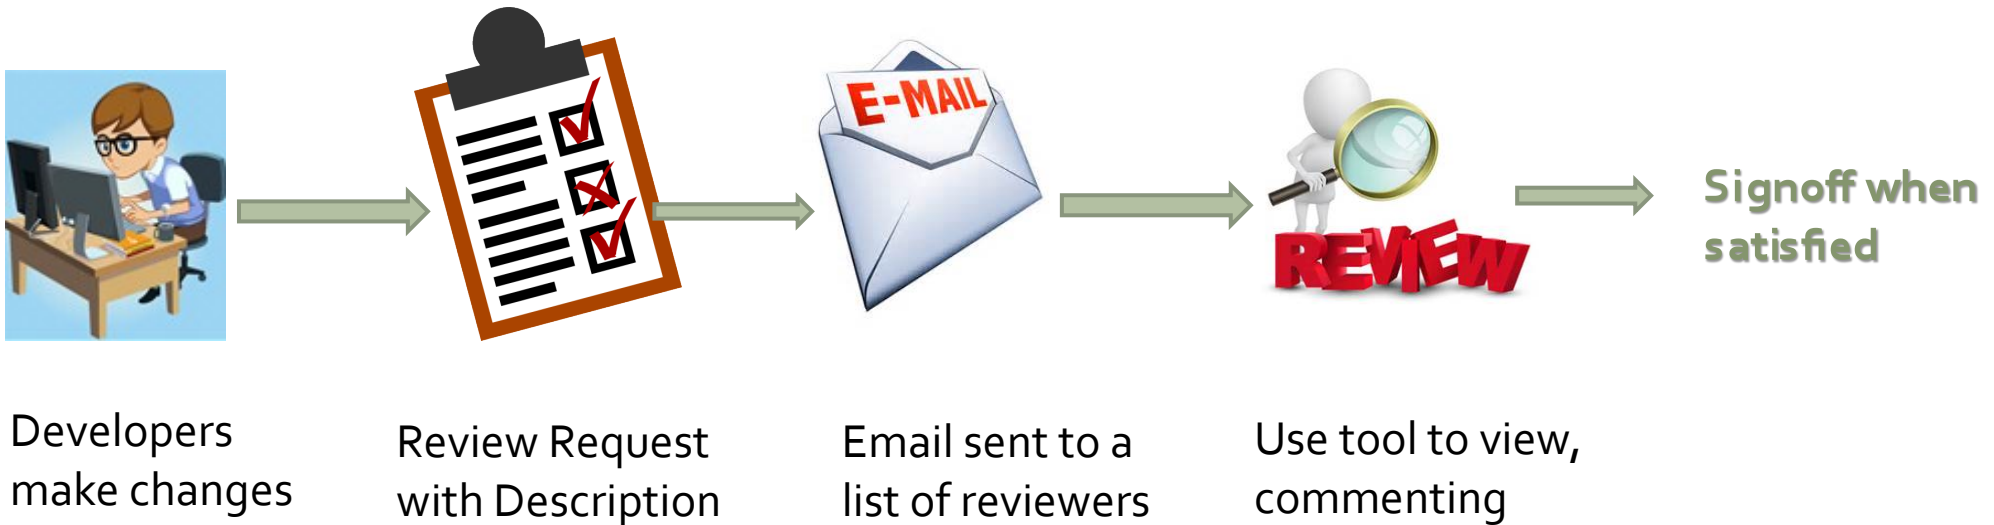 E-MAIL
REVIEW
Signoff when
satisfied
Developers
make changes
Review Request
with Description
Email sent to a
list of reviewers
Use tool to view,
commenting